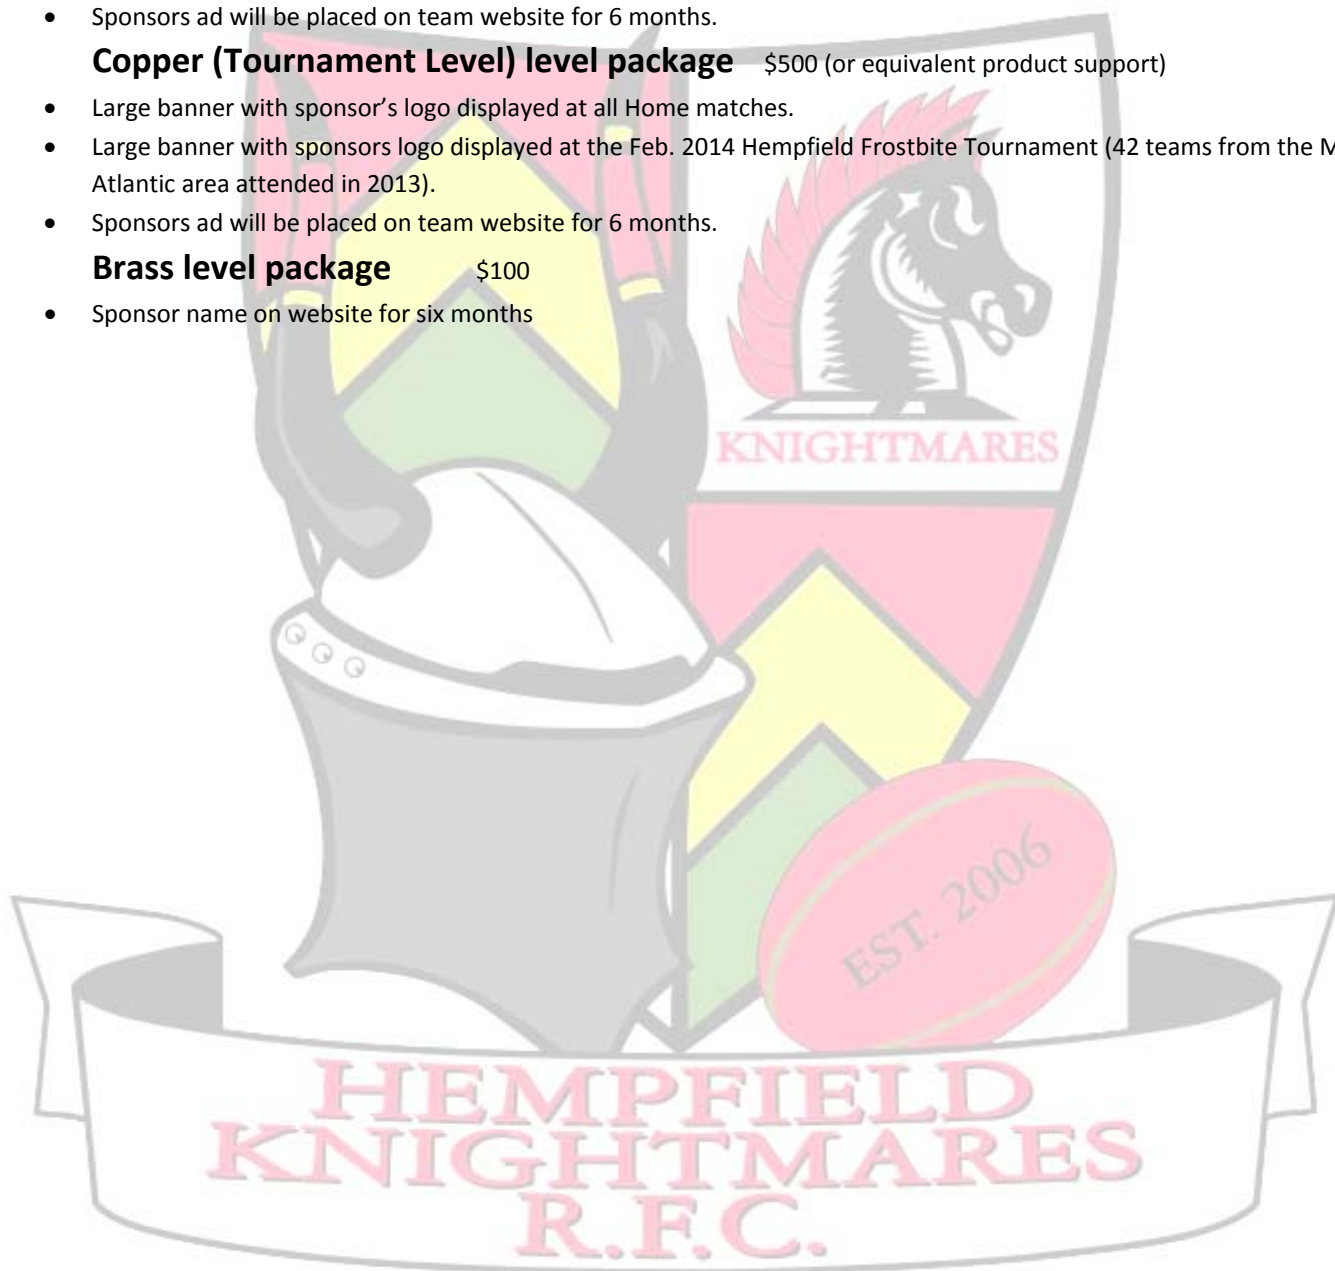 • Sponsors ad will be placed on team website for 6 months.
Copper (Tournament Level) level package $500 (or equivalent product support)
• Large banner with sponsor's logo displayed at all Home matches.
• Large banner with sponsors logo displayed at the Feb. 2014 Hempfield Frostbite Tournament (42 teams from the
Atlantic area attended in 2013).
• Sponsors ad will be placed on team website for 6 months.
Brass level package $100
• Sponsor name on website for six months
KNIGHTMARES
EST. 2006
HEMPFIELD
KNIGHTMARES
R.F.C.